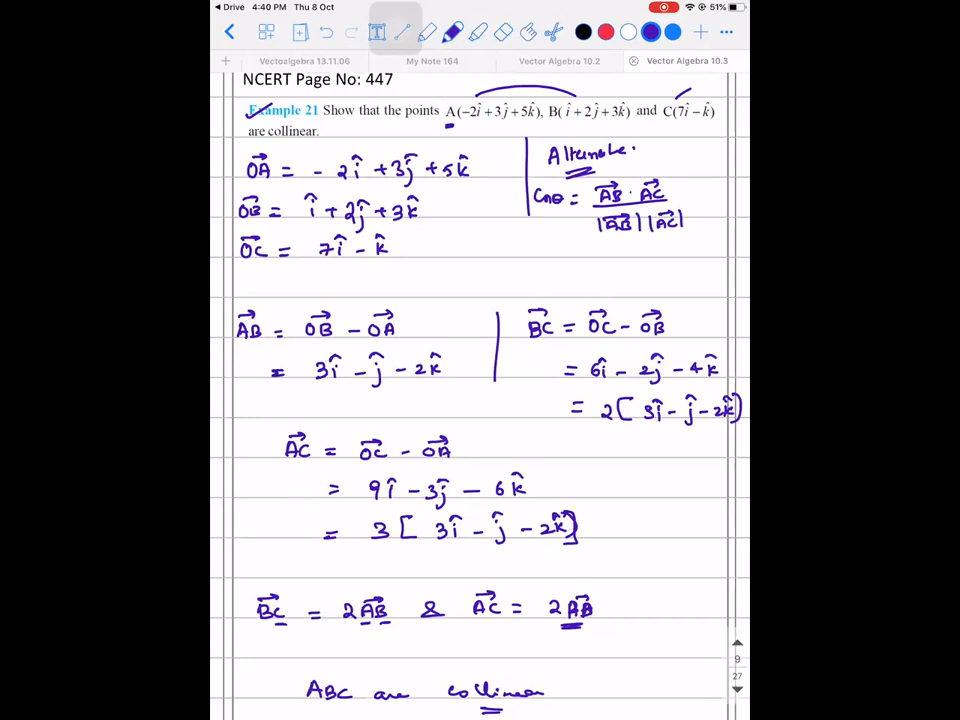 Drive 4:40 PM Thu 8 Oct 51%
Vectoalgebra 13.11.06 My Note 164 Vector Algebra 10.2 Vector Algebra 10.3
NCERT Page No: 447
Example 21 Show that the points A(−2î + 3ĵ + 5k̂), B( î + 2ĵ + 3k̂) and C(7î − k̂)
are collinear.
Alternate.
OA⃗ = - 2î + 3ĵ + 5k̂
Cosθ = AB⃗ · AC⃗ / |AB⃗| |AC⃗|
OB⃗ = î + 2ĵ + 3k̂
OC⃗ = 7î − k̂
AB⃗ = OB⃗ − OA⃗
= 3î − ĵ − 2k̂
BC⃗ = OC⃗ − OB⃗
= 6î − 2ĵ − 4k̂
= 2[ 3î − ĵ − 2k̂]
AC⃗ = OC⃗ − OA⃗
= 9î − 3ĵ − 6k̂
= 3[ 3î − ĵ − 2k̂]
BC⃗ = 2AB⃗ & AC⃗ = 2AB⃗
ABC are collinear
9
27